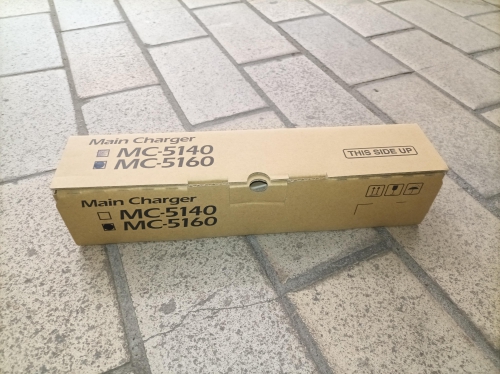 Main Charger
MC-5140
MC-5160
THIS SIDE UP
Main Charger
MC-5140
MC-5160